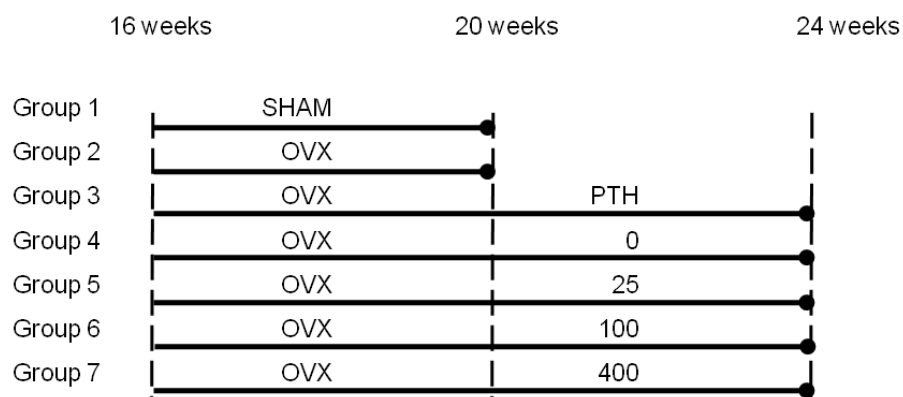 16 weeks 20 weeks 24 weeks
Group 1 SHAM
Group 2 OVX
Group 3 OVX PTH
Group 4 OVX 0
Group 5 OVX 25
Group 6 OVX 100
Group 7 OVX 400